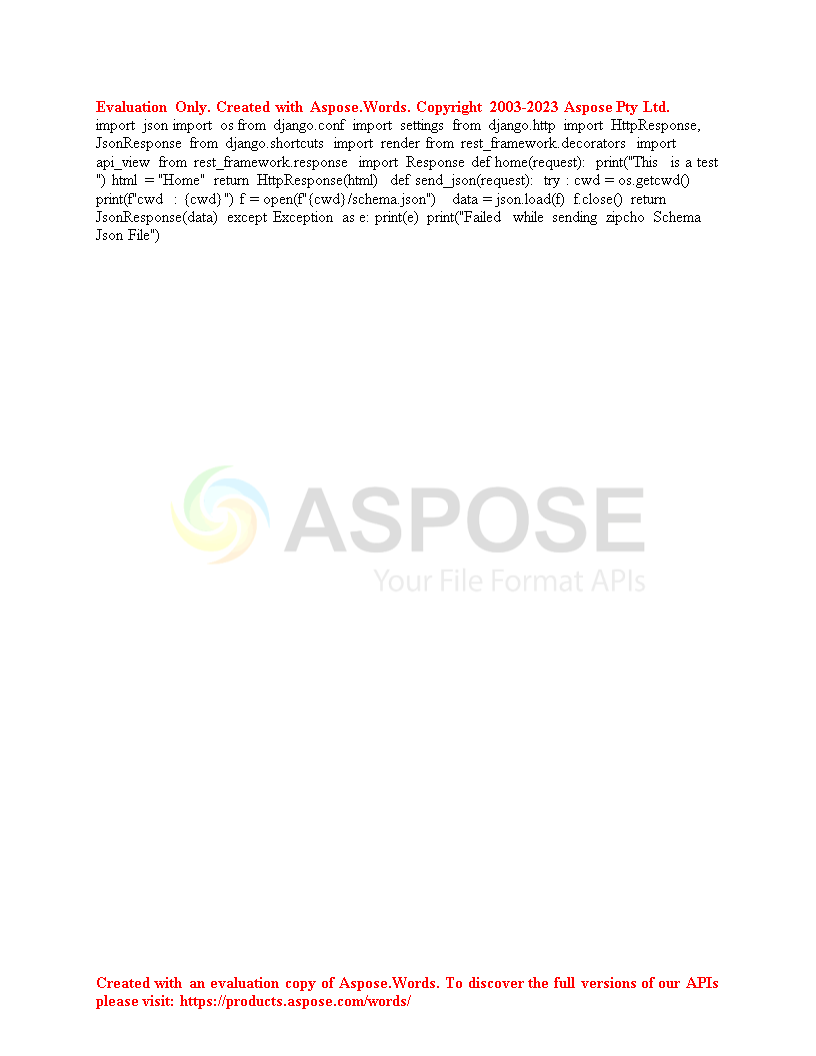 Evaluation Only. Created with Aspose.Words. Copyright 2003-2023 Aspose Pty Ltd.
import json import os from django.conf import settings from django.http import HttpResponse,
JsonResponse from django.shortcuts import render from rest_framework.decorators import
api_view from rest_framework.response import Response def home(request): print("This is a test
") html = "Home" return HttpResponse(html) def send_json(request): try : cwd = os.getcwd()
print(f"cwd : {cwd}") f = open(f"{cwd}/schema.json") data = json.load(f) f.close() return
JsonResponse(data) except Exception as e: print(e) print("Failed while sending zipcho Schema
Json File")
ASPOSE
Your File Format APIs
Created with an evaluation copy of Aspose.Words. To discover the full versions of our APIs
please visit: https://products.aspose.com/words/